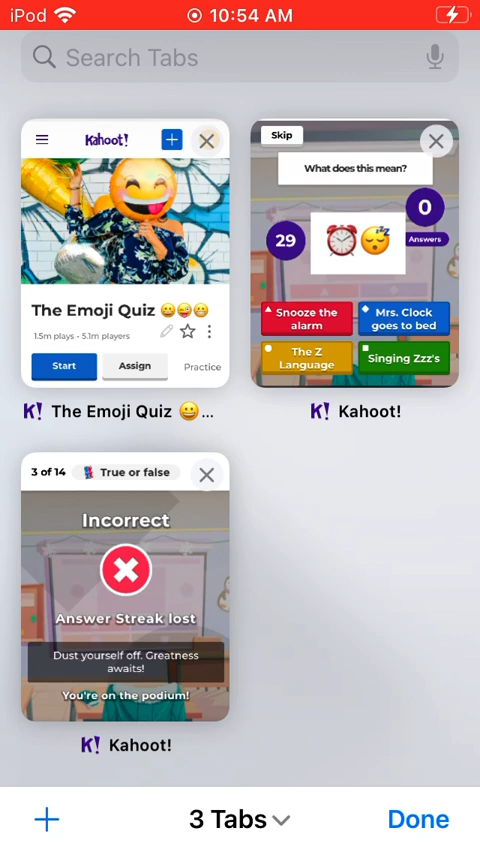 iPod 10:54 AM
Search Tabs
Kahoot!
The Emoji Quiz 😀😜😁
1.5m plays • 5.1m players
Start Assign Practice
K! The Emoji Quiz 😀...
Skip
What does this mean?
0
29
Answers
Snooze the
alarm
Mrs. Clock
goes to bed
The Z
Language
Singing Zzz's
K! Kahoot!
3 of 14 True or false
Incorrect
Answer Streak lost
Dust yourself off. Greatness
awaits!
You're on the podium!
K! Kahoot!
3 Tabs
Done